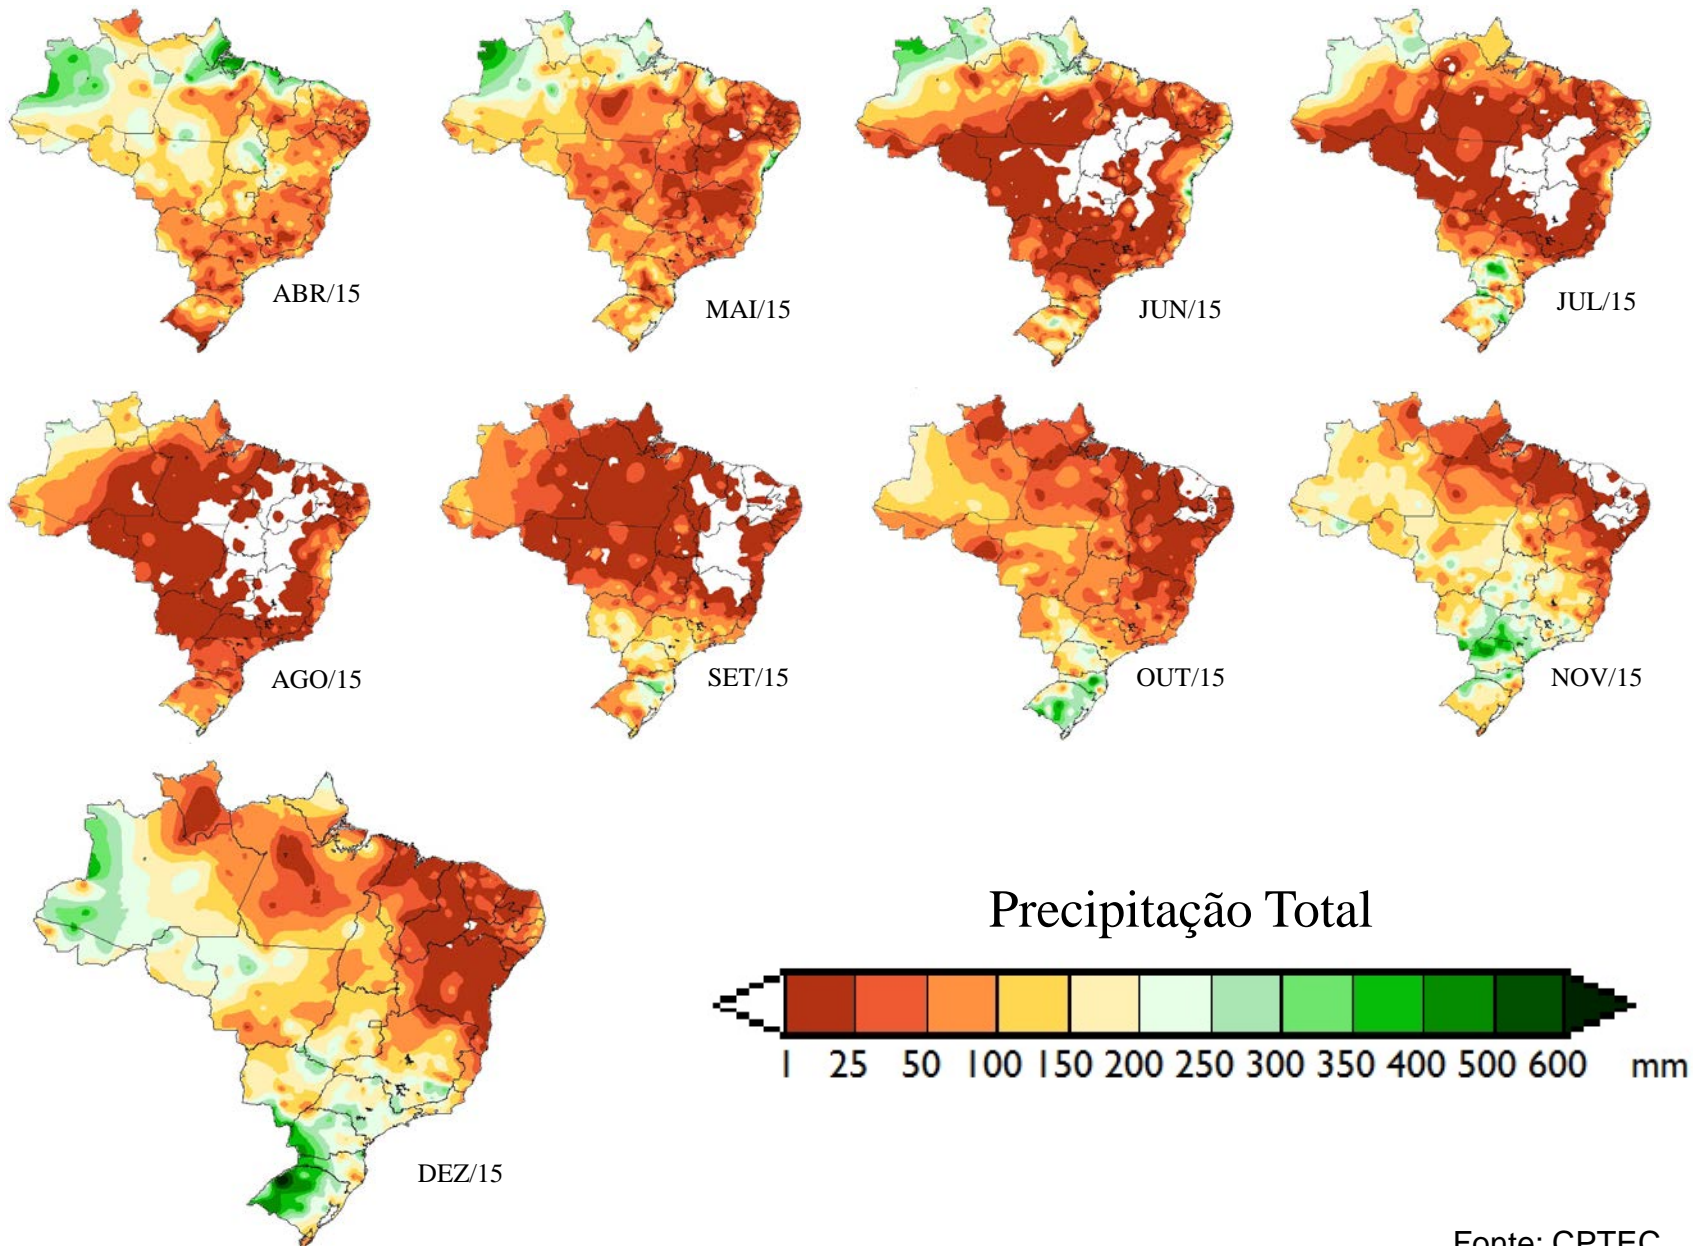 ABR/15
MAI/15
JUN/15
JUL/15
AGO/15
SET/15
OUT/15
NOV/15
DEZ/15
Precipitação Total
1 25 50 100 150 200 250 300 350 400 500 600 mm
Fonte: CPTEC